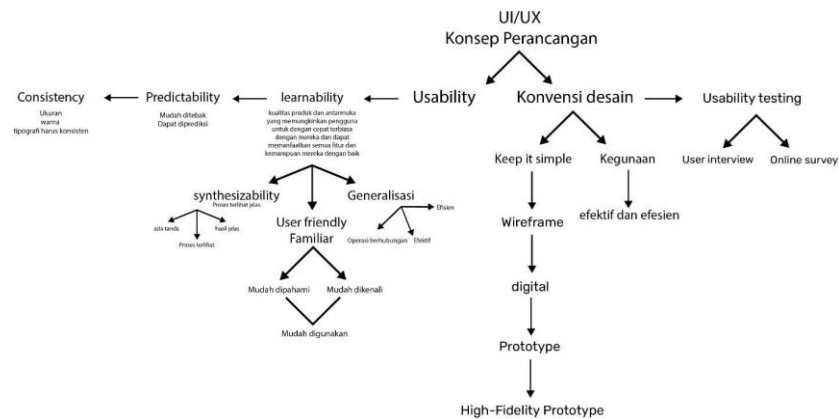 UI/UX
Konsep Perancangan
Consistency
Ukuran
warna
tipografi harus konsisten
Predictability
Mudah ditebak
Dapat diprediksi
learnability
kualitas produk dan antarmuka
yang memungkinkan pengguna
untuk dengan cepat terbiasa
dengan mereka dan dapat
memanfaatkan semua fitur dan
kemampuan mereka dengan baik
Usability
Konvensi desain
Usability testing
Keep it simple
Kegunaan
User interview
Online survey
synthesizability
Proses terlihat jelas
ada tanda
Proses terlihat
hasil jelas
User friendly
Familiar
Generalisasi
Efisien
Operasi berhubungan
Efektif
Wireframe
efektif dan efesien
Mudah dipahami
Mudah dikenali
Mudah digunakan
digital
Prototype
High-Fidelity Prototype